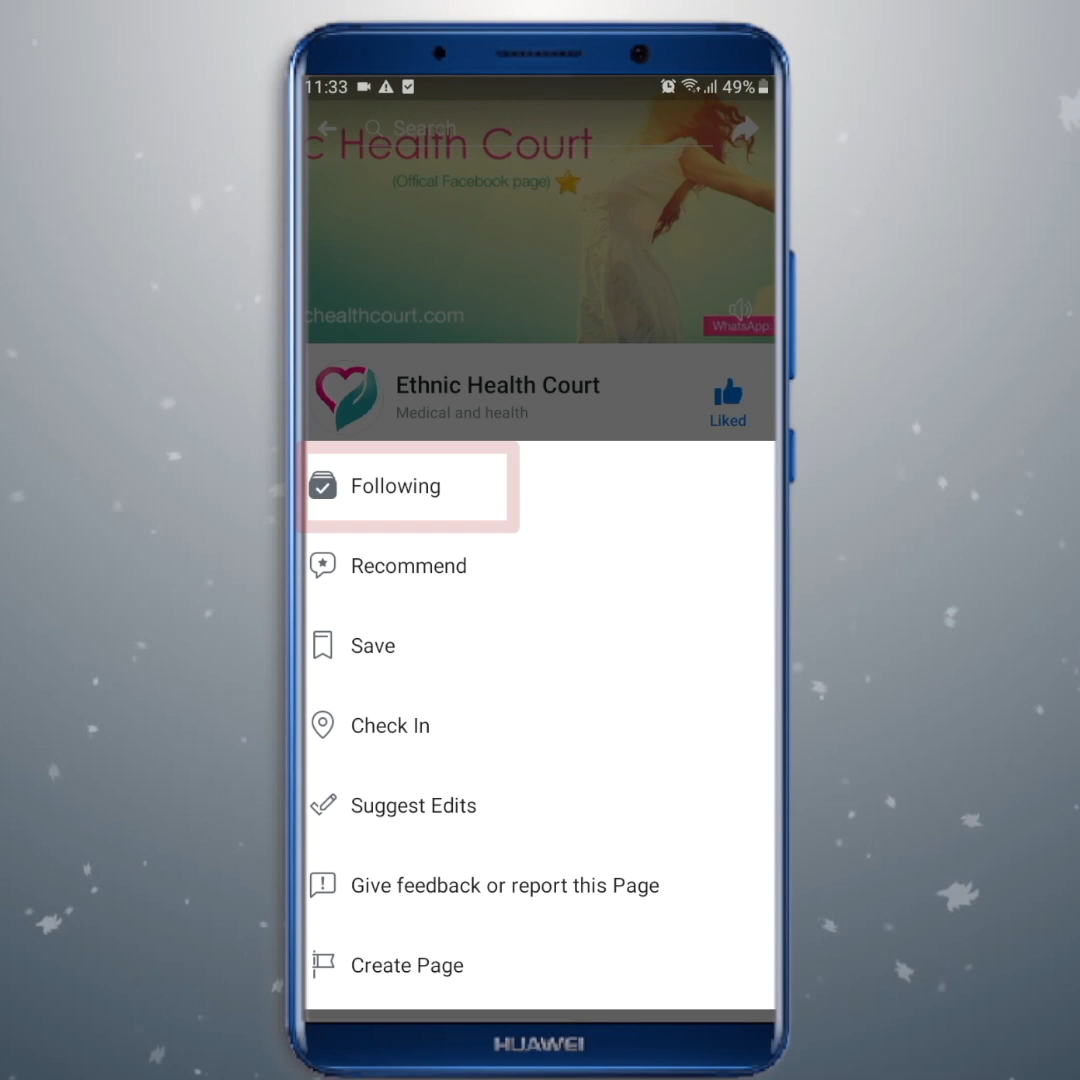 11:33
49%
Search
c Health Court
(Offical Facebook page)
chealthcourt.com
WhatsApp:
Ethnic Health Court
Medical and health
Liked
Following
Recommend
Save
Check In
Suggest Edits
Give feedback or report this Page
Create Page
HUAWEI